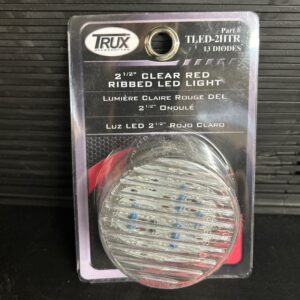 TRUX
Part #
TLED-2HTR
13 DIODES
2 1/2" CLEAR RED
RIBBED LED LIGHT
LUMIÈRE CLAIRE ROUGE DEL
2 1/2" ONDULÉ
LUZ LED 2 1/2" ROJO CLARO